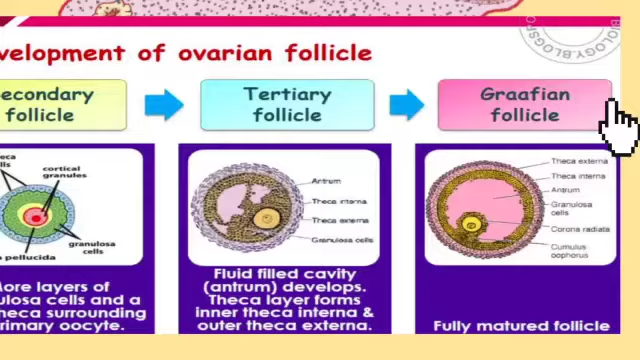 velopment of ovarian follicle
BIOLOGY.BLOGSP
econdary
follicle
Tertiary
follicle
Graafian
follicle
eca
lls
cortical
granules
granulosa
cells
pellucida
ore layers of
ulosa cells and a
heca surrounding
rimary oocyte.
Antrum
Theca interna
Theca externa
Granulosa cells
Fluid filled cavity
(antrum) develops.
Theca layer forms
inner theca interna &
outer theca externa.
Theca externa
Theca interna
Antrum
Granulosa
cells
Corona radiata
Cumulus
oophorus
Fully matured follicle